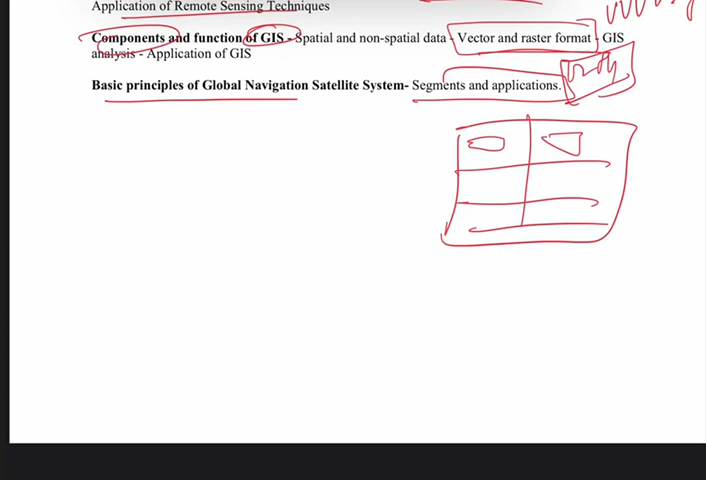 Application of Remote Sensing Techniques
Components and function of GIS - Spatial and non-spatial data - Vector and raster format - GIS
analysis - Application of GIS
Basic principles of Global Navigation Satellite System- Segments and applications.